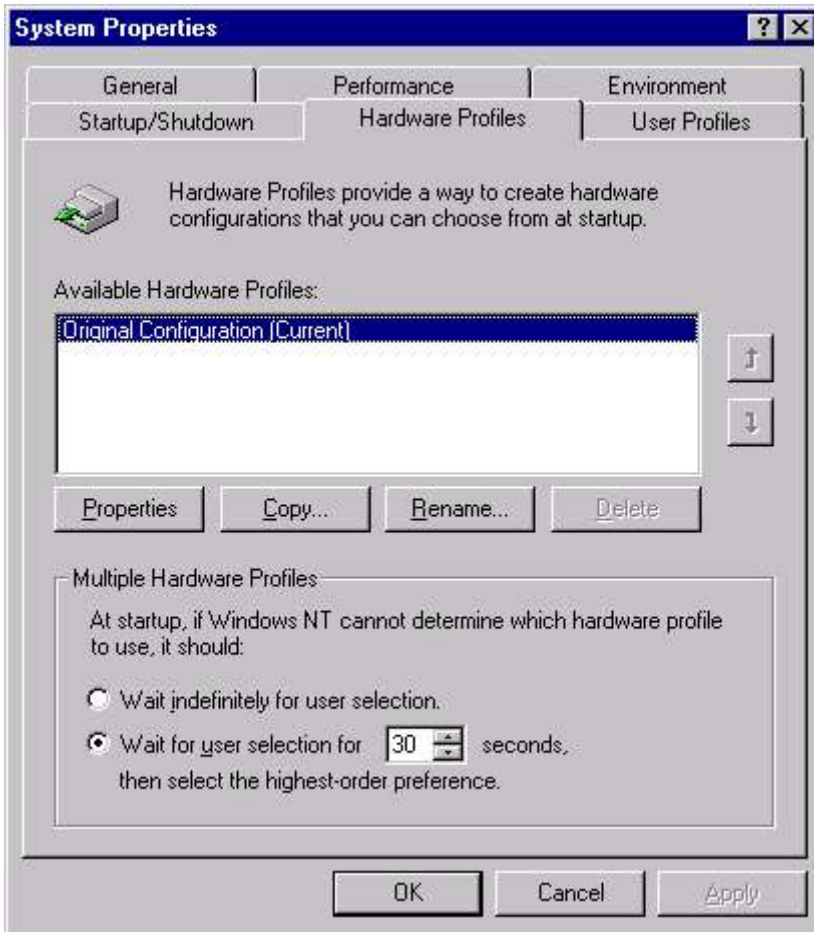 System Properties
General Performance Environment
Startup/Shutdown Hardware Profiles User Profiles
Hardware Profiles provide a way to create hardware
configurations that you can choose from at startup.
Available Hardware Profiles:
Original Configuration (Current)
Properties Copy... Rename... Delete
Multiple Hardware Profiles
At startup, if Windows NT cannot determine which hardware profile
to use, it should:
Wait indefinitely for user selection.
Wait for user selection for 30 seconds,
then select the highest-order preference.
OK Cancel Apply